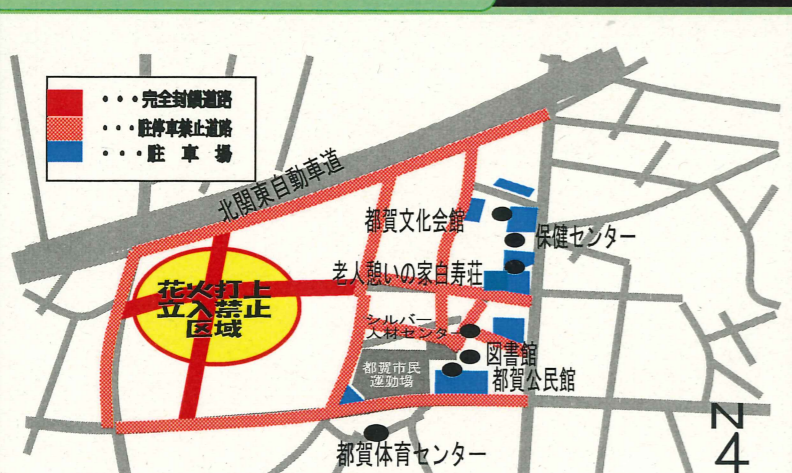 ・・・完全封鎖道路
・・・駐停車禁止道路
・・・駐 車 場
北関東自動車道
都賀文化会館
保健センター
老人憩いの家白寿荘
花火打上
立入禁止
区域
シルバー
人材センター
図書館
都賀市民
運動場
都賀公民館
都賀体育センター
N
4